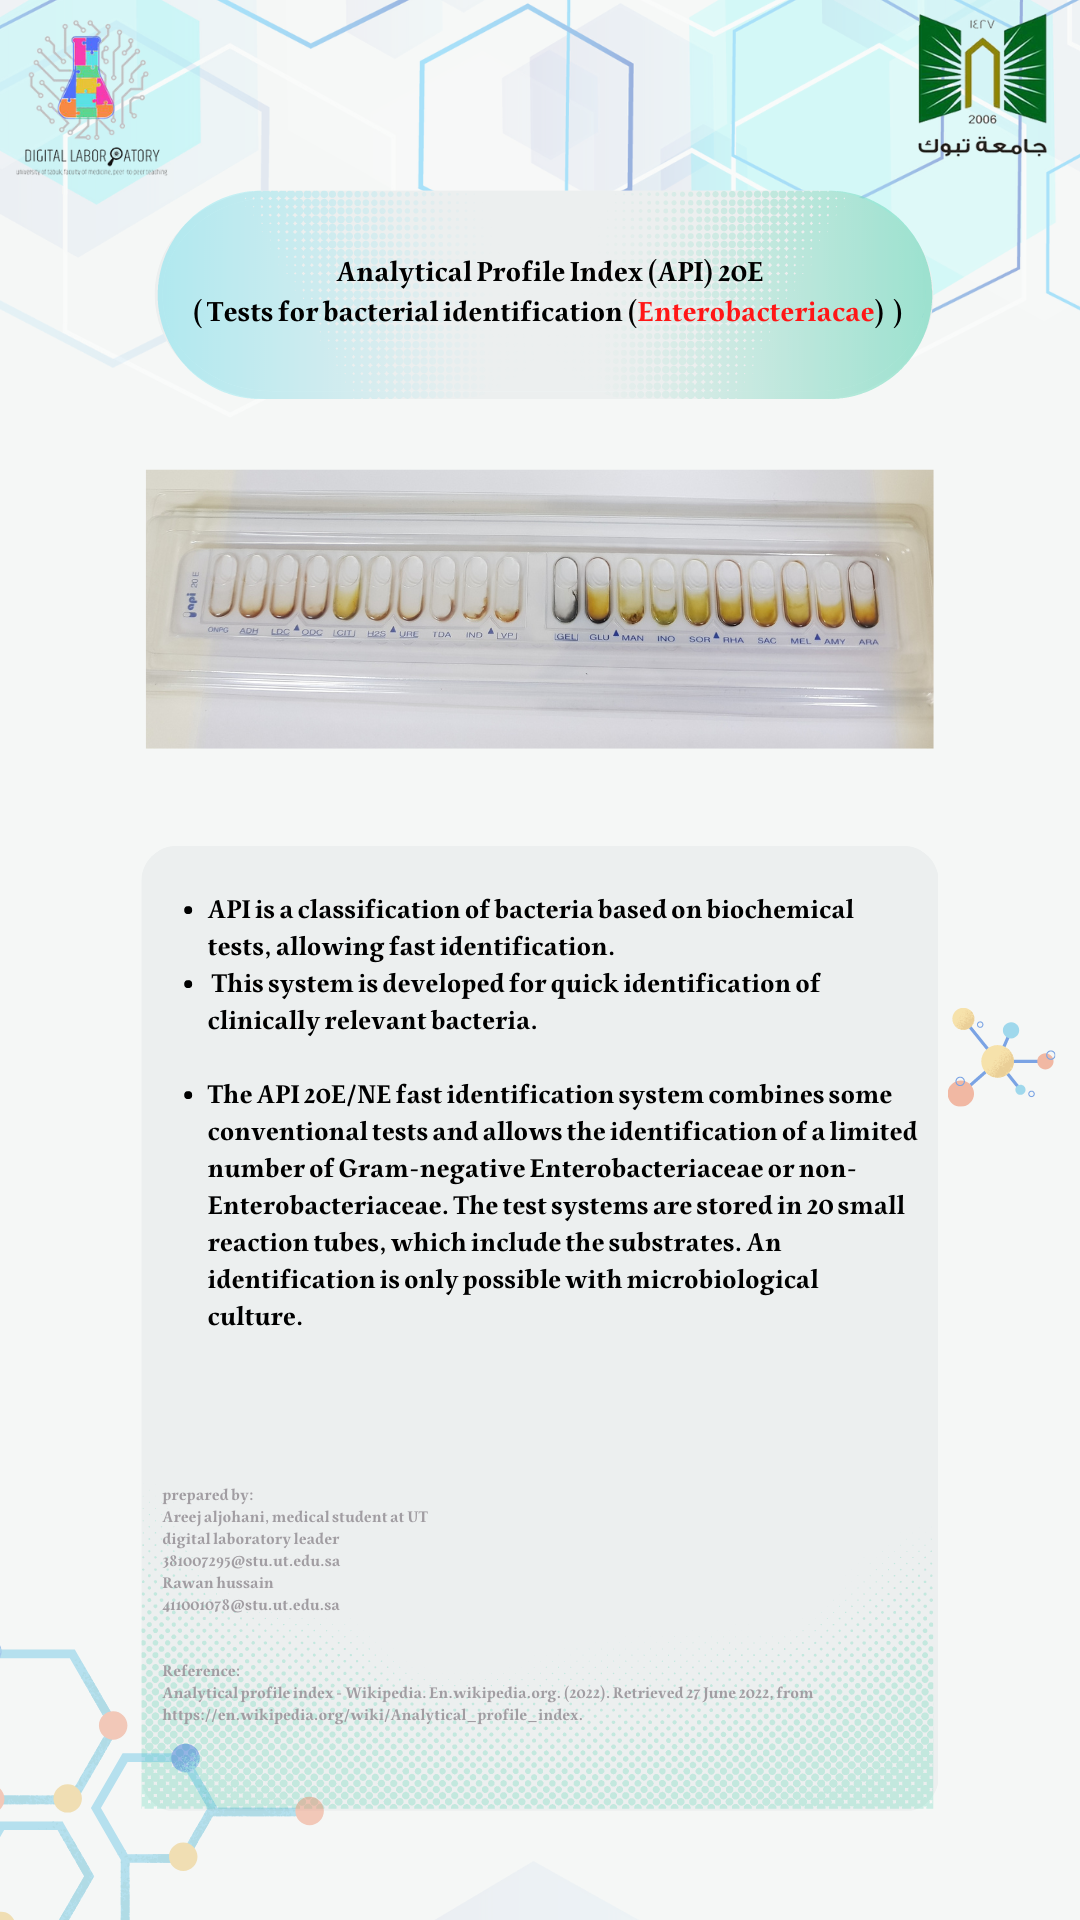 DIGITAL LABORATORY
university of tabuk, faculty of medicine, peer-to-peer teaching
١٤٢٧
2006
جامعة تبوك
Analytical Profile Index (API) 20E
( Tests for bacterial identification (Enterobacteriacae) )
api 20 E
ONPG ADH LDC ODC |CIT| H2S URE TDA IND |VP| |GEL| GLU MAN INO SOR RHA SAC MEL AMY ARA
• API is a classification of bacteria based on biochemical
tests, allowing fast identification.
• This system is developed for quick identification of
clinically relevant bacteria.
• The API 20E/NE fast identification system combines some
conventional tests and allows the identification of a limited
number of Gram-negative Enterobacteriaceae or non-
Enterobacteriaceae. The test systems are stored in 20 small
reaction tubes, which include the substrates. An
identification is only possible with microbiological
culture.
prepared by:
Areej aljohani, medical student at UT
digital laboratory leader
381007295@stu.ut.edu.sa
Rawan hussain
411001078@stu.ut.edu.sa
Reference:
Analytical profile index - Wikipedia. En.wikipedia.org. (2022). Retrieved 27 June 2022, from
https://en.wikipedia.org/wiki/Analytical_profile_index.